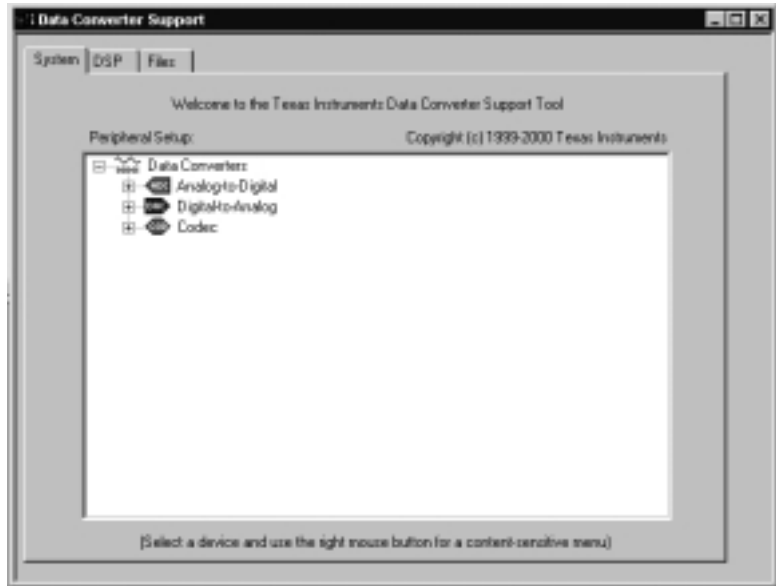 Data Converter Support
System DSP Files
Welcome to the Texas Instruments Data Converter Support Tool
Peripheral Setup: Copyright (c) 1999-2000 Texas Instruments
Data Converters
Analog-to-Digital
Digital-to-Analog
Codec
(Select a device and use the right mouse button for a content-sensitive menu)